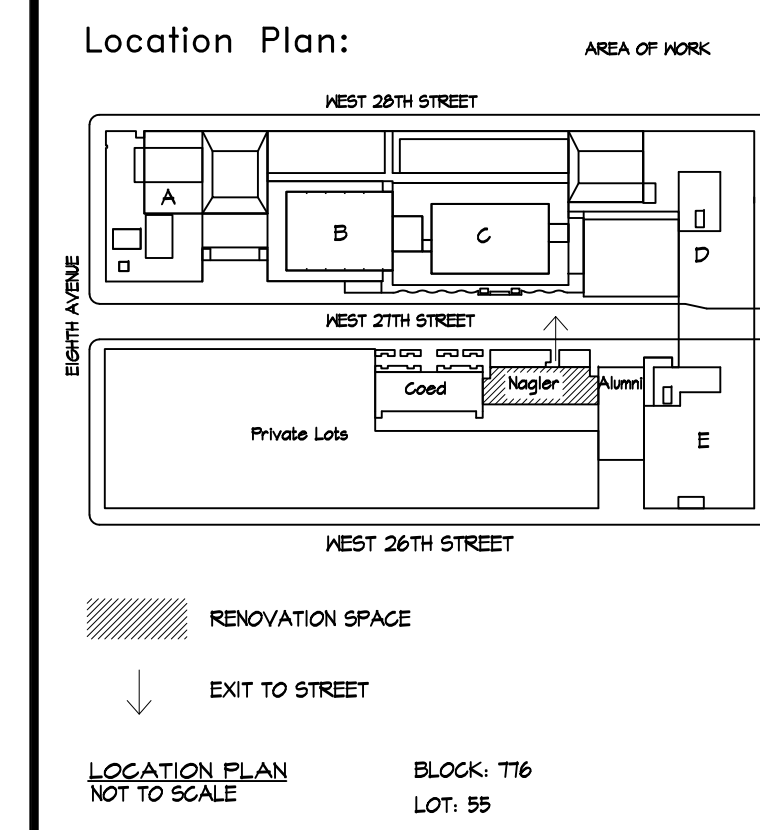 Location Plan:
AREA OF WORK
WEST 28TH STREET
A
B
C
D
EIGHTH AVENUE
WEST 27TH STREET
Coed
Nagler
Alumni
Private Lots
E
WEST 26TH STREET
RENOVATION SPACE
EXIT TO STREET
LOCATION PLAN
NOT TO SCALE
BLOCK: 776
LOT: 55